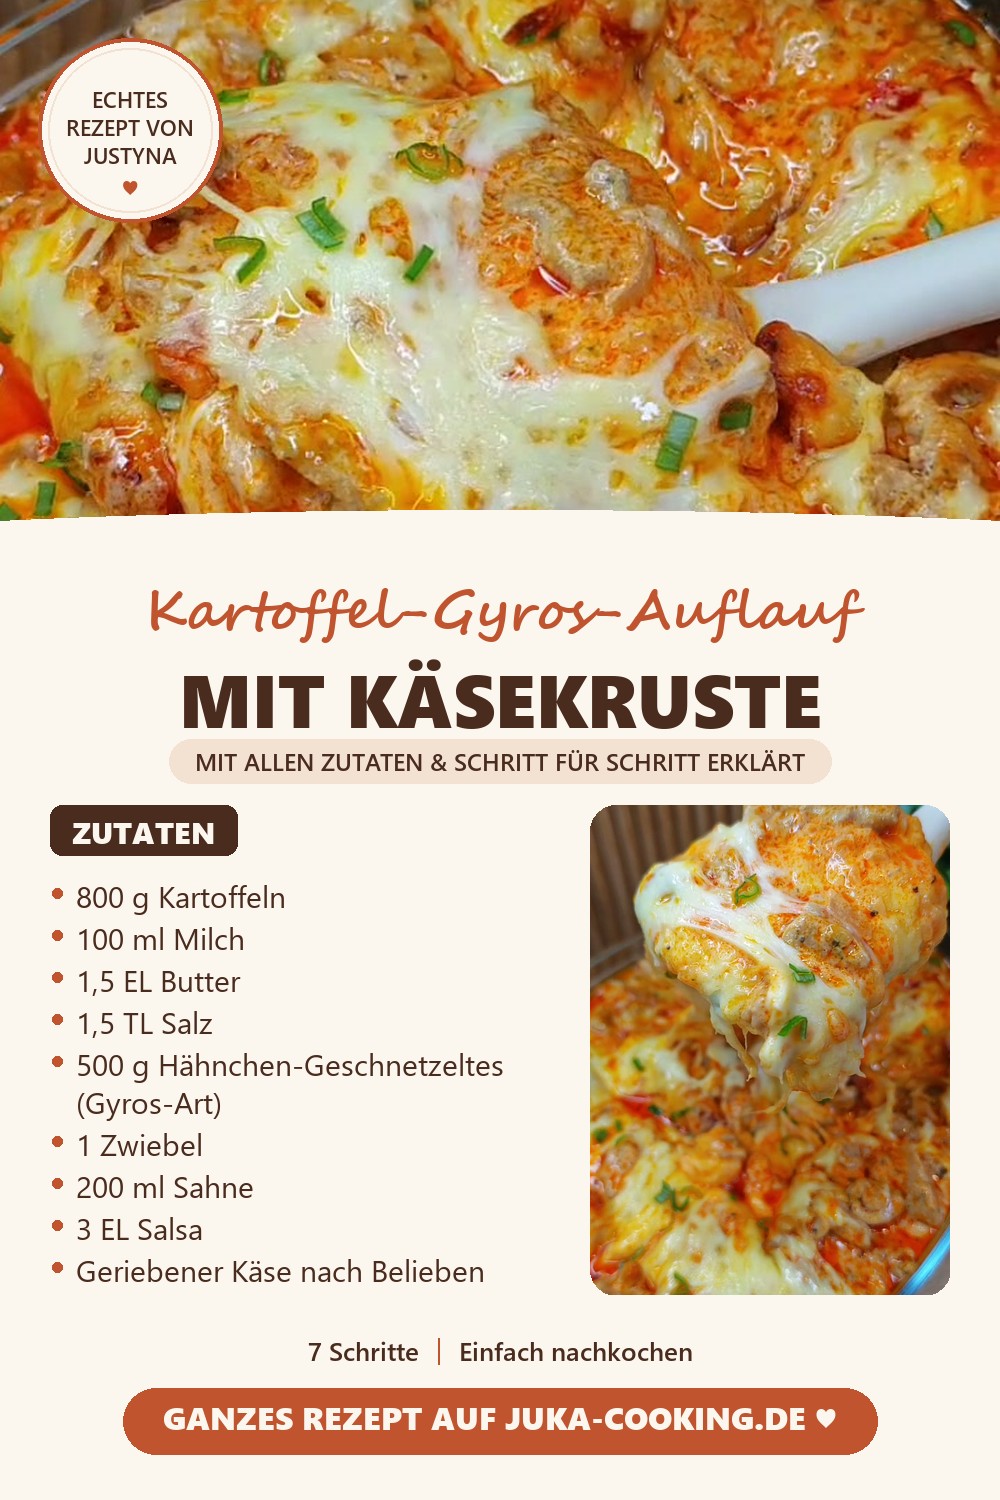 ECHTES
REZEPT VON
JUSTYNA
♥
Kartoffel-Gyros-Auflauf
MIT KÄSEKRUSTE
MIT ALLEN ZUTATEN & SCHRITT FÜR SCHRITT ERKLÄRT
ZUTATEN
• 800 g Kartoffeln
• 100 ml Milch
• 1,5 EL Butter
• 1,5 TL Salz
• 500 g Hähnchen-Geschnetzeltes
(Gyros-Art)
• 1 Zwiebel
• 200 ml Sahne
• 3 EL Salsa
• Geriebener Käse nach Belieben
7 Schritte | Einfach nachkochen
GANZES REZEPT AUF JUKA-COOKING.DE ♥